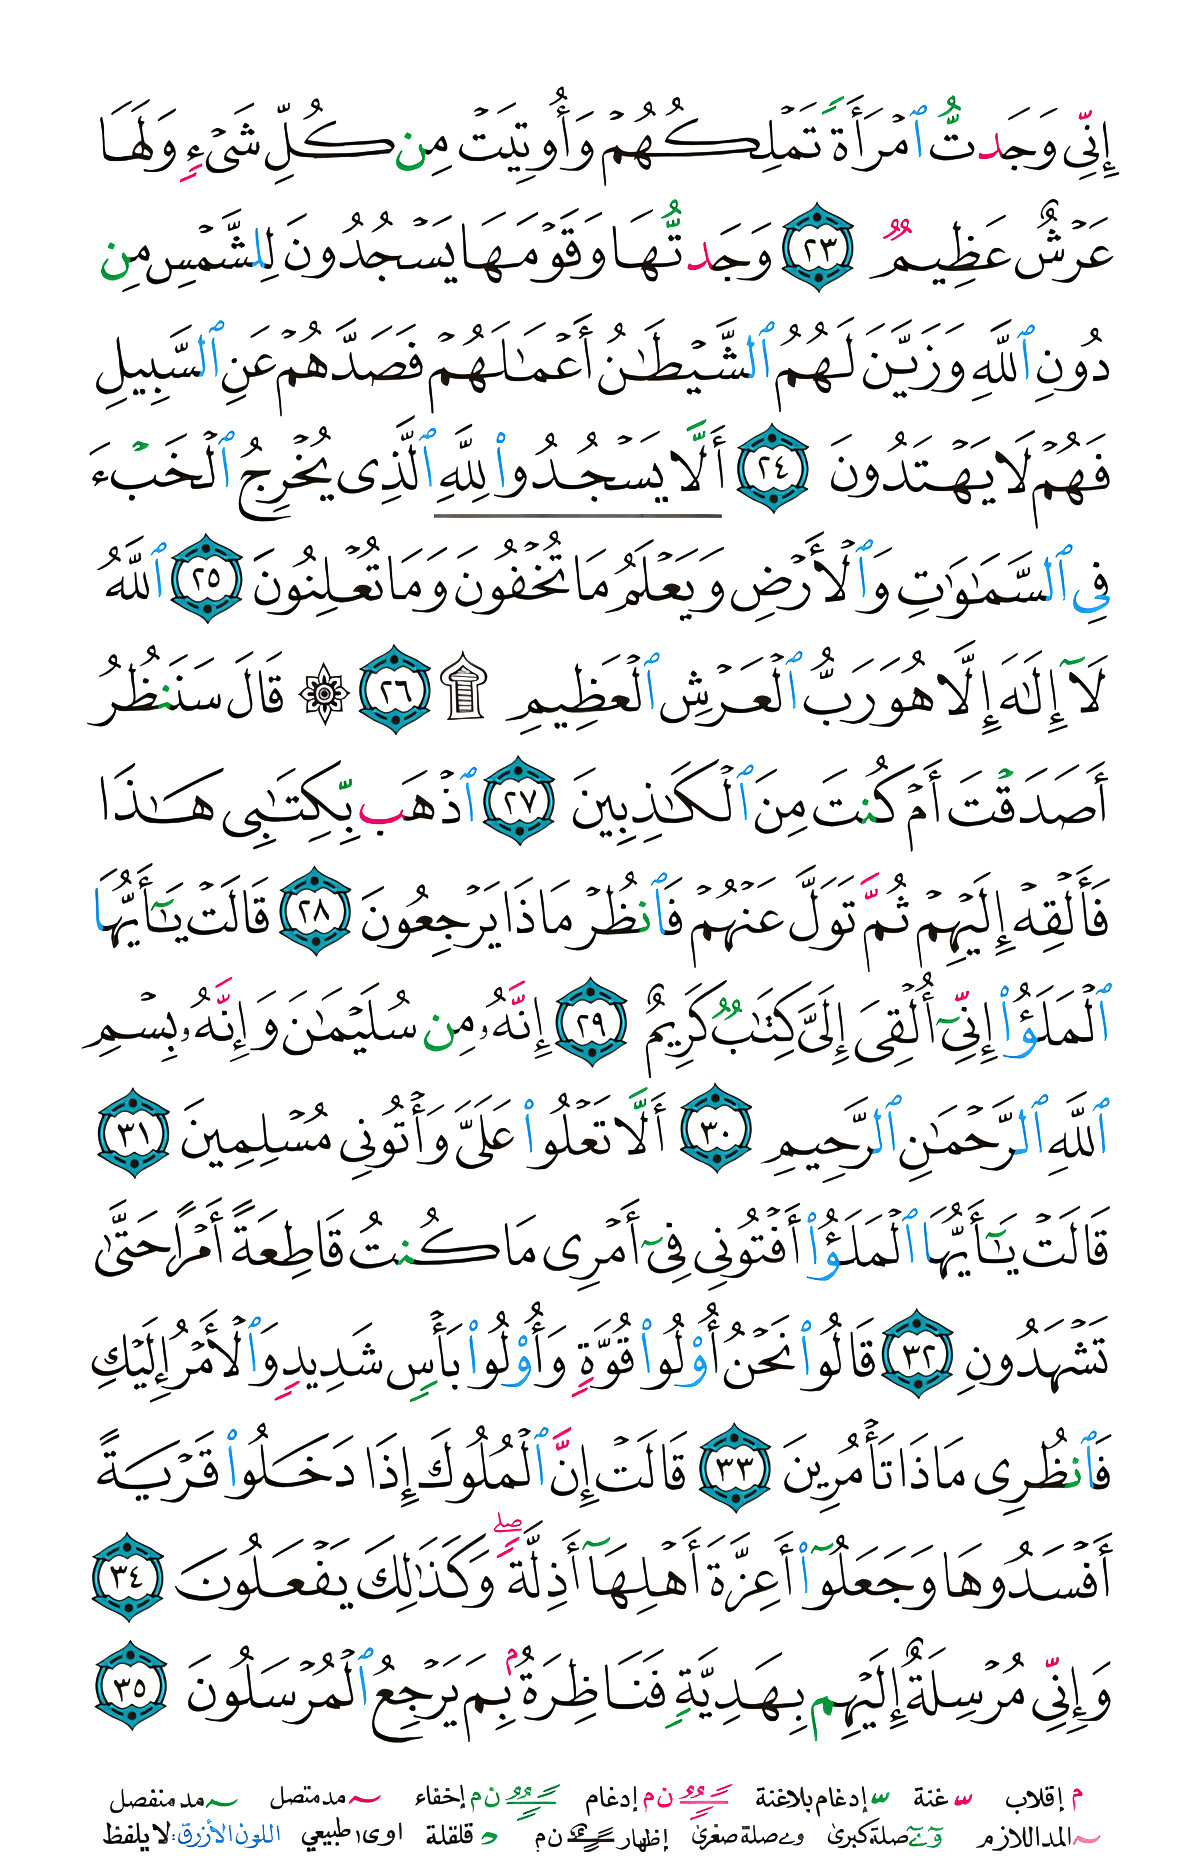 إِنِّي وَجَدتُّ ٱمْرَأَةً تَمْلِكُهُمْ وَأُوتِيَتْ مِن كُلِّ شَىْءٍ وَلَهَا
عَرْشٌ عَظِيمٌ ٢٣ وَجَدتُّهَا وَقَوْمَهَا يَسْجُدُونَ لِلشَّمْسِ مِن
دُونِ ٱللَّهِ وَزَيَّنَ لَهُمُ ٱلشَّيْطَٰنُ أَعْمَٰلَهُمْ فَصَدَّهُمْ عَنِ ٱلسَّبِيلِ
فَهُمْ لَا يَهْتَدُونَ ٢٤ أَلَّا يَسْجُدُوا۟ لِلَّهِ ٱلَّذِى يُخْرِجُ ٱلْخَبْءَ
فِى ٱلسَّمَٰوَٰتِ وَٱلْأَرْضِ وَيَعْلَمُ مَا تُخْفُونَ وَمَا تُعْلِنُونَ ٢٥ ٱللَّهُ
لَآ إِلَٰهَ إِلَّا هُوَ رَبُّ ٱلْعَرْشِ ٱلْعَظِيمِ ۩ ٢٦ ۞ قَالَ سَنَنظُرُ
أَصَدَقْتَ أَمْ كُنتَ مِنَ ٱلْكَٰذِبِينَ ٢٧ ٱذْهَب بِّكِتَٰبِى هَٰذَا
فَأَلْقِهْ إِلَيْهِمْ ثُمَّ تَوَلَّ عَنْهُمْ فَٱنظُرْ مَاذَا يَرْجِعُونَ ٢٨ قَالَتْ يَٰٓأَيُّهَا
ٱلْمَلَؤُا۟ إِنِّىٓ أُلْقِىَ إِلَىَّ كِتَٰبٌ كَرِيمٌ ٢٩ إِنَّهُۥ مِن سُلَيْمَٰنَ وَإِنَّهُۥ بِسْمِ
ٱللَّهِ ٱلرَّحْمَٰنِ ٱلرَّحِيمِ ٣٠ أَلَّا تَعْلُوا۟ عَلَىَّ وَأْتُونِى مُسْلِمِينَ ٣١
قَالَتْ يَٰٓأَيُّهَا ٱلْمَلَؤُا۟ أَفْتُونِى فِىٓ أَمْرِى مَا كُنتُ قَاطِعَةً أَمْرًا حَتَّىٰ
تَشْهَدُونِ ٣٢ قَالُوا۟ نَحْنُ أُو۟لُوا۟ قُوَّةٍ وَأُو۟لُوا۟ بَأْسٍ شَدِيدٍ وَٱلْأَمْرُ إِلَيْكِ
فَٱنظُرِى مَاذَا تَأْمُرِينَ ٣٣ قَالَتْ إِنَّ ٱلْمُلُوكَ إِذَا دَخَلُوا۟ قَرْيَةً
أَفْسَدُوهَا وَجَعَلُوٓا۟ أَعِزَّةَ أَهْلِهَآ أَذِلَّةً ۖ وَكَذَٰلِكَ يَفْعَلُونَ ٣٤
وَإِنِّى مُرْسِلَةٌ إِلَيْهِم بِهَدِيَّةٍ فَنَاظِرَةٌۢ بِمَ يَرْجِعُ ٱلْمُرْسَلُونَ ٣٥
م إقلاب ّ غنة ّ إدغام بلاغنة ن م إدغام ن م إخفاء ~ مد متصل ~ مد منفصل
~ المد اللازم وۤ ےۤ صلة كبرى وے صلة صغرى إظهار ن م د قلقلة اوى طبيعي اللون الأزرق: لا يلفظ